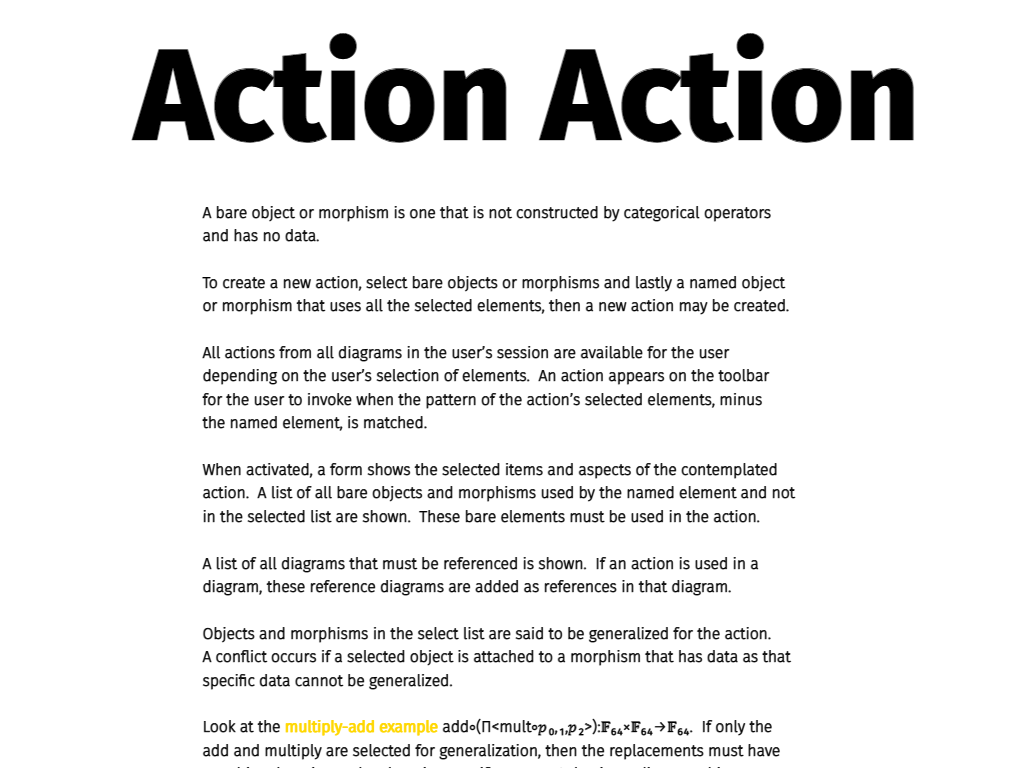 Action Action
A bare object or morphism is one that is not constructed by categorical operators
and has no data.
To create a new action, select bare objects or morphisms and lastly a named object
or morphism that uses all the selected elements, then a new action may be created.
All actions from all diagrams in the user’s session are available for the user
depending on the user’s selection of elements.  An action appears on the toolbar
for the user to invoke when the pattern of the action’s selected elements, minus
the named element, is matched.
When activated, a form shows the selected items and aspects of the contemplated
action.  A list of all bare objects and morphisms used by the named element and not
in the selected list are shown.  These bare elements must be used in the action.
A list of all diagrams that must be referenced is shown.  If an action is used in a
diagram, these reference diagrams are added as references in that diagram.
Objects and morphisms in the select list are said to be generalized for the action.
A conflict occurs if a selected object is attached to a morphism that has data as that
specific data cannot be generalized.
Look at the multiply-add example add∘(Π<mult∘𝓅₀,₁,𝓅₂>):𝔽₆₄×𝔽₆₄→𝔽₆₄.  If only the
add and multiply are selected for generalization, then the replacements must have